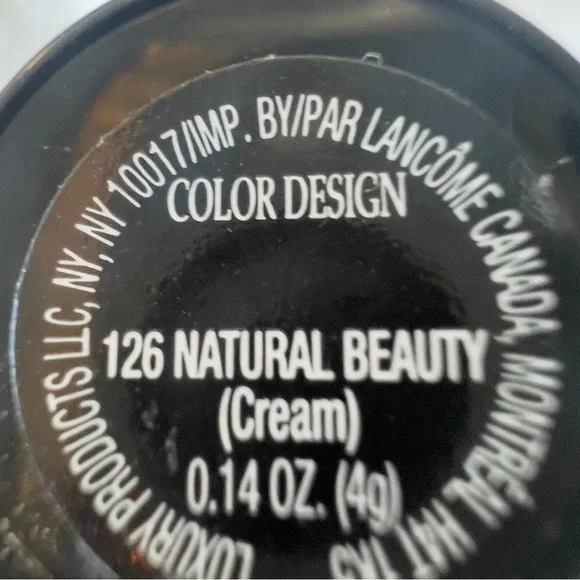 LUXURY PRODUCTS LLC, NY, NY 10017/IMP. BY/PAR LANCÔME CANADA, MONTRÉAL H4T 1K5
COLOR DESIGN
126 NATURAL BEAUTY
(Cream)
0.14 OZ. (4g)